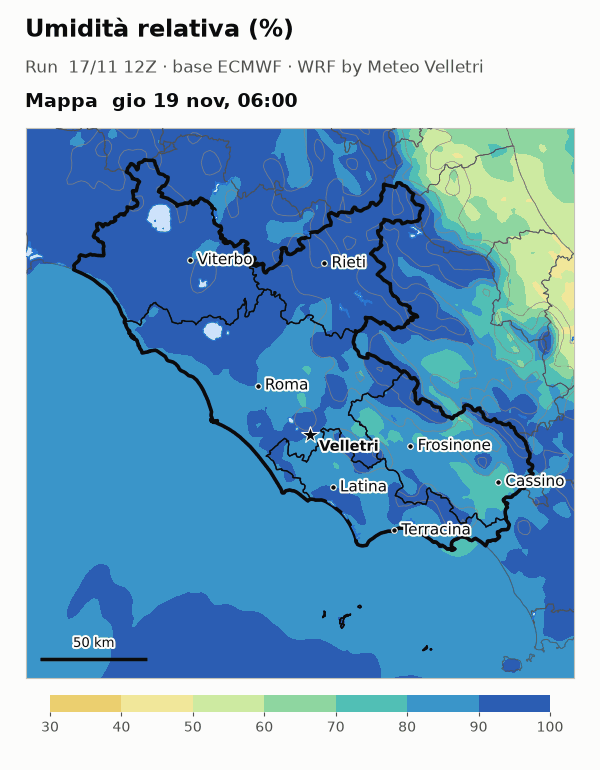 Umidità relativa (%)
Run  17/11 12Z · base ECMWF · WRF by Meteo Velletri
Mappa  gio 19 nov, 06:00
Viterbo
Rieti
Roma
Velletri
Frosinone
Cassino
Latina
Terracina
50 km
30 40 50 60 70 80 90 100